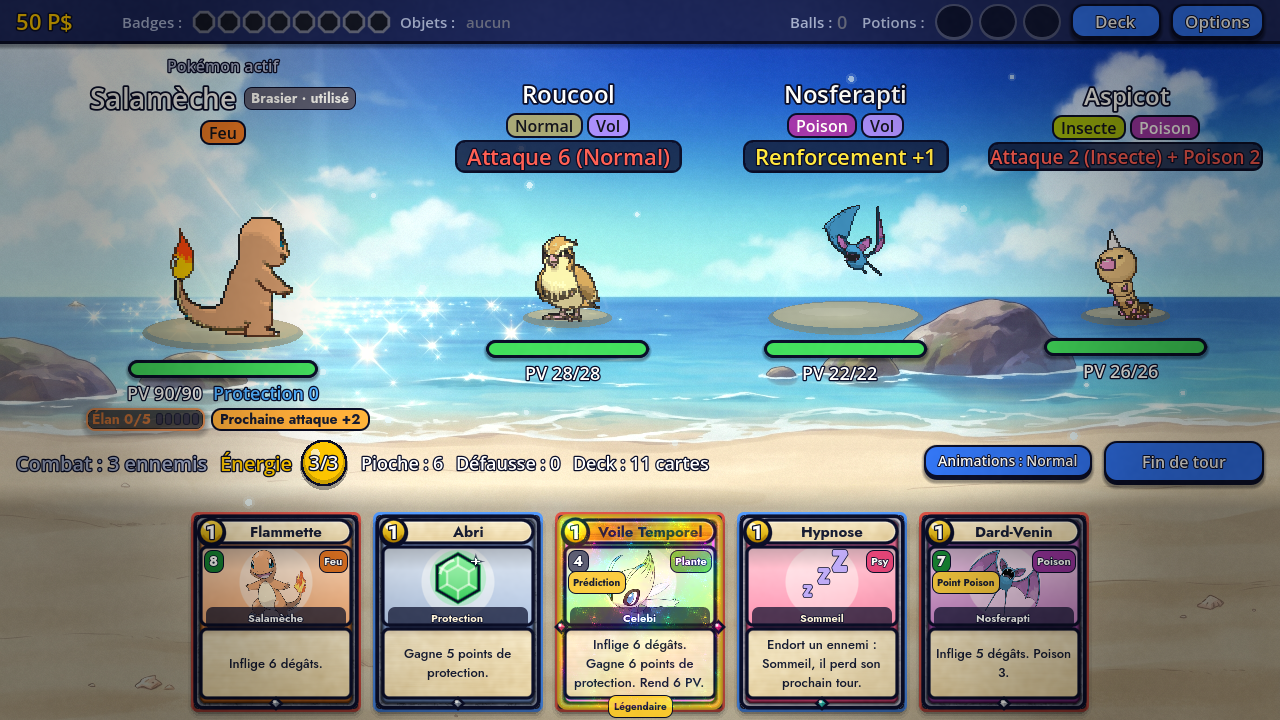 50 P$ Badges : Objets : aucun Balls : 0 Potions : Deck Options
Pokémon actif
Salamèche Brasier · utilisé
Feu
Roucool
Normal Vol
Attaque 6 (Normal)
Nosferapti
Poison Vol
Renforcement +1
Aspicot
Insecte Poison
Attaque 2 (Insecte) + Poison 2
PV 90/90 Protection 0
Élan 0/5 Prochaine attaque +2
PV 28/28
PV 22/22
PV 26/26
Combat : 3 ennemis Énergie 3/3 Pioche : 6 Défausse : 0 Deck : 11 cartes Animations : Normal Fin de tour
1 Flammette
8 Feu
Salamèche
Inflige 6 dégâts.
1 Abri
Protection
Gagne 5 points de
protection.
1 Voile Temporel
4 Plante
Prédiction
Celebi
Inflige 6 dégâts.
Gagne 6 points de
protection. Rend 6 PV.
Légendaire
1 Hypnose
Psy
z z Z
Sommeil
Endort un ennemi :
Sommeil, il perd son
prochain tour.
1 Dard-Venin
7 Poison
Point Poison
Nosferapti
Inflige 5 dégâts. Poison
3.